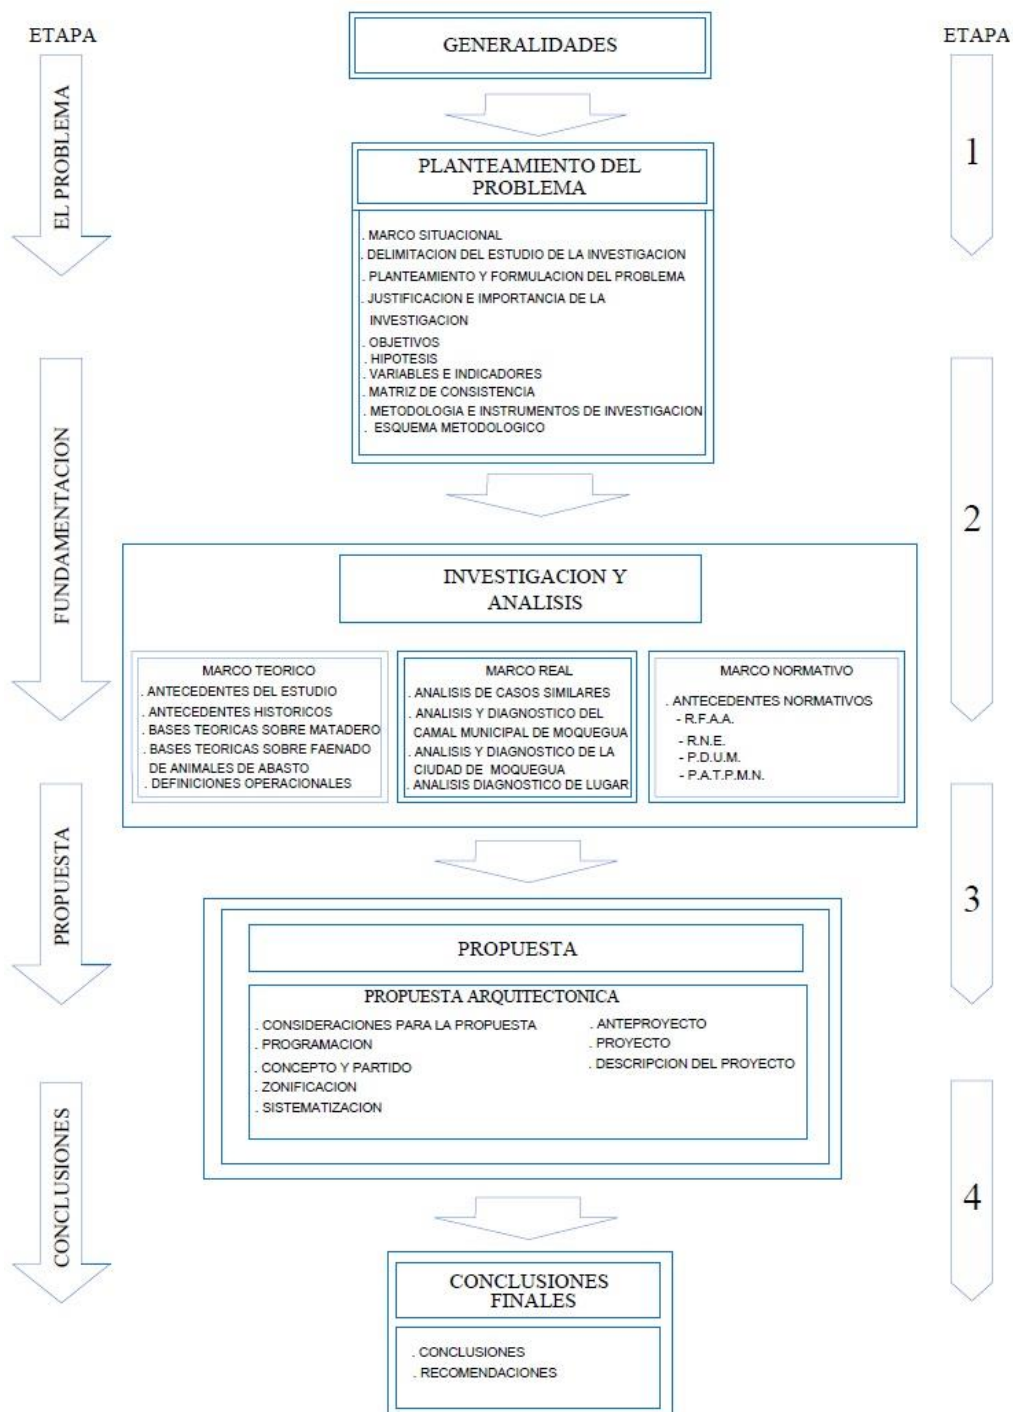 ETAPA
ETAPA
GENERALIDADES
EL PROBLEMA
1
PLANTEAMIENTO DEL
PROBLEMA
. MARCO SITUACIONAL
. DELIMITACION DEL ESTUDIO DE LA INVESTIGACION
. PLANTEAMIENTO Y FORMULACION DEL PROBLEMA
. JUSTIFICACION E IMPORTANCIA DE LA
INVESTIGACION
. OBJETIVOS
. HIPOTESIS
. VARIABLES E INDICADORES
. MATRIZ DE CONSISTENCIA
. METODOLOGIA E INSTRUMENTOS DE INVESTIGACION
. ESQUEMA METODOLOGICO
FUNDAMENTACION
2
INVESTIGACION Y
ANALISIS
MARCO TEORICO
. ANTECEDENTES DEL ESTUDIO
. ANTECEDENTES HISTORICOS
. BASES TEORICAS SOBRE MATADERO
. BASES TEORICAS SOBRE FAENADO
DE ANIMALES DE ABASTO
. DEFINICIONES OPERACIONALES
MARCO REAL
. ANALISIS DE CASOS SIMILARES
. ANALISIS Y DIAGNOSTICO DEL
CAMAL MUNICIPAL DE MOQUEGUA
. ANALISIS Y DIAGNOSTICO DE LA
CIUDAD DE MOQUEGUA
. ANALISIS DIAGNOSTICO DE LUGAR
MARCO NORMATIVO
. ANTECEDENTES NORMATIVOS
- R.F.A.A.
- R.N.E.
- P.D.U.M.
- P.A.T.P.M.N.
PROPUESTA
3
PROPUESTA
PROPUESTA ARQUITECTONICA
. CONSIDERACIONES PARA LA PROPUESTA
. PROGRAMACION
. CONCEPTO Y PARTIDO
. ZONIFICACION
. SISTEMATIZACION
. ANTEPROYECTO
. PROYECTO
. DESCRIPCION DEL PROYECTO
CONCLUSIONES
4
CONCLUSIONES
FINALES
. CONCLUSIONES
. RECOMENDACIONES